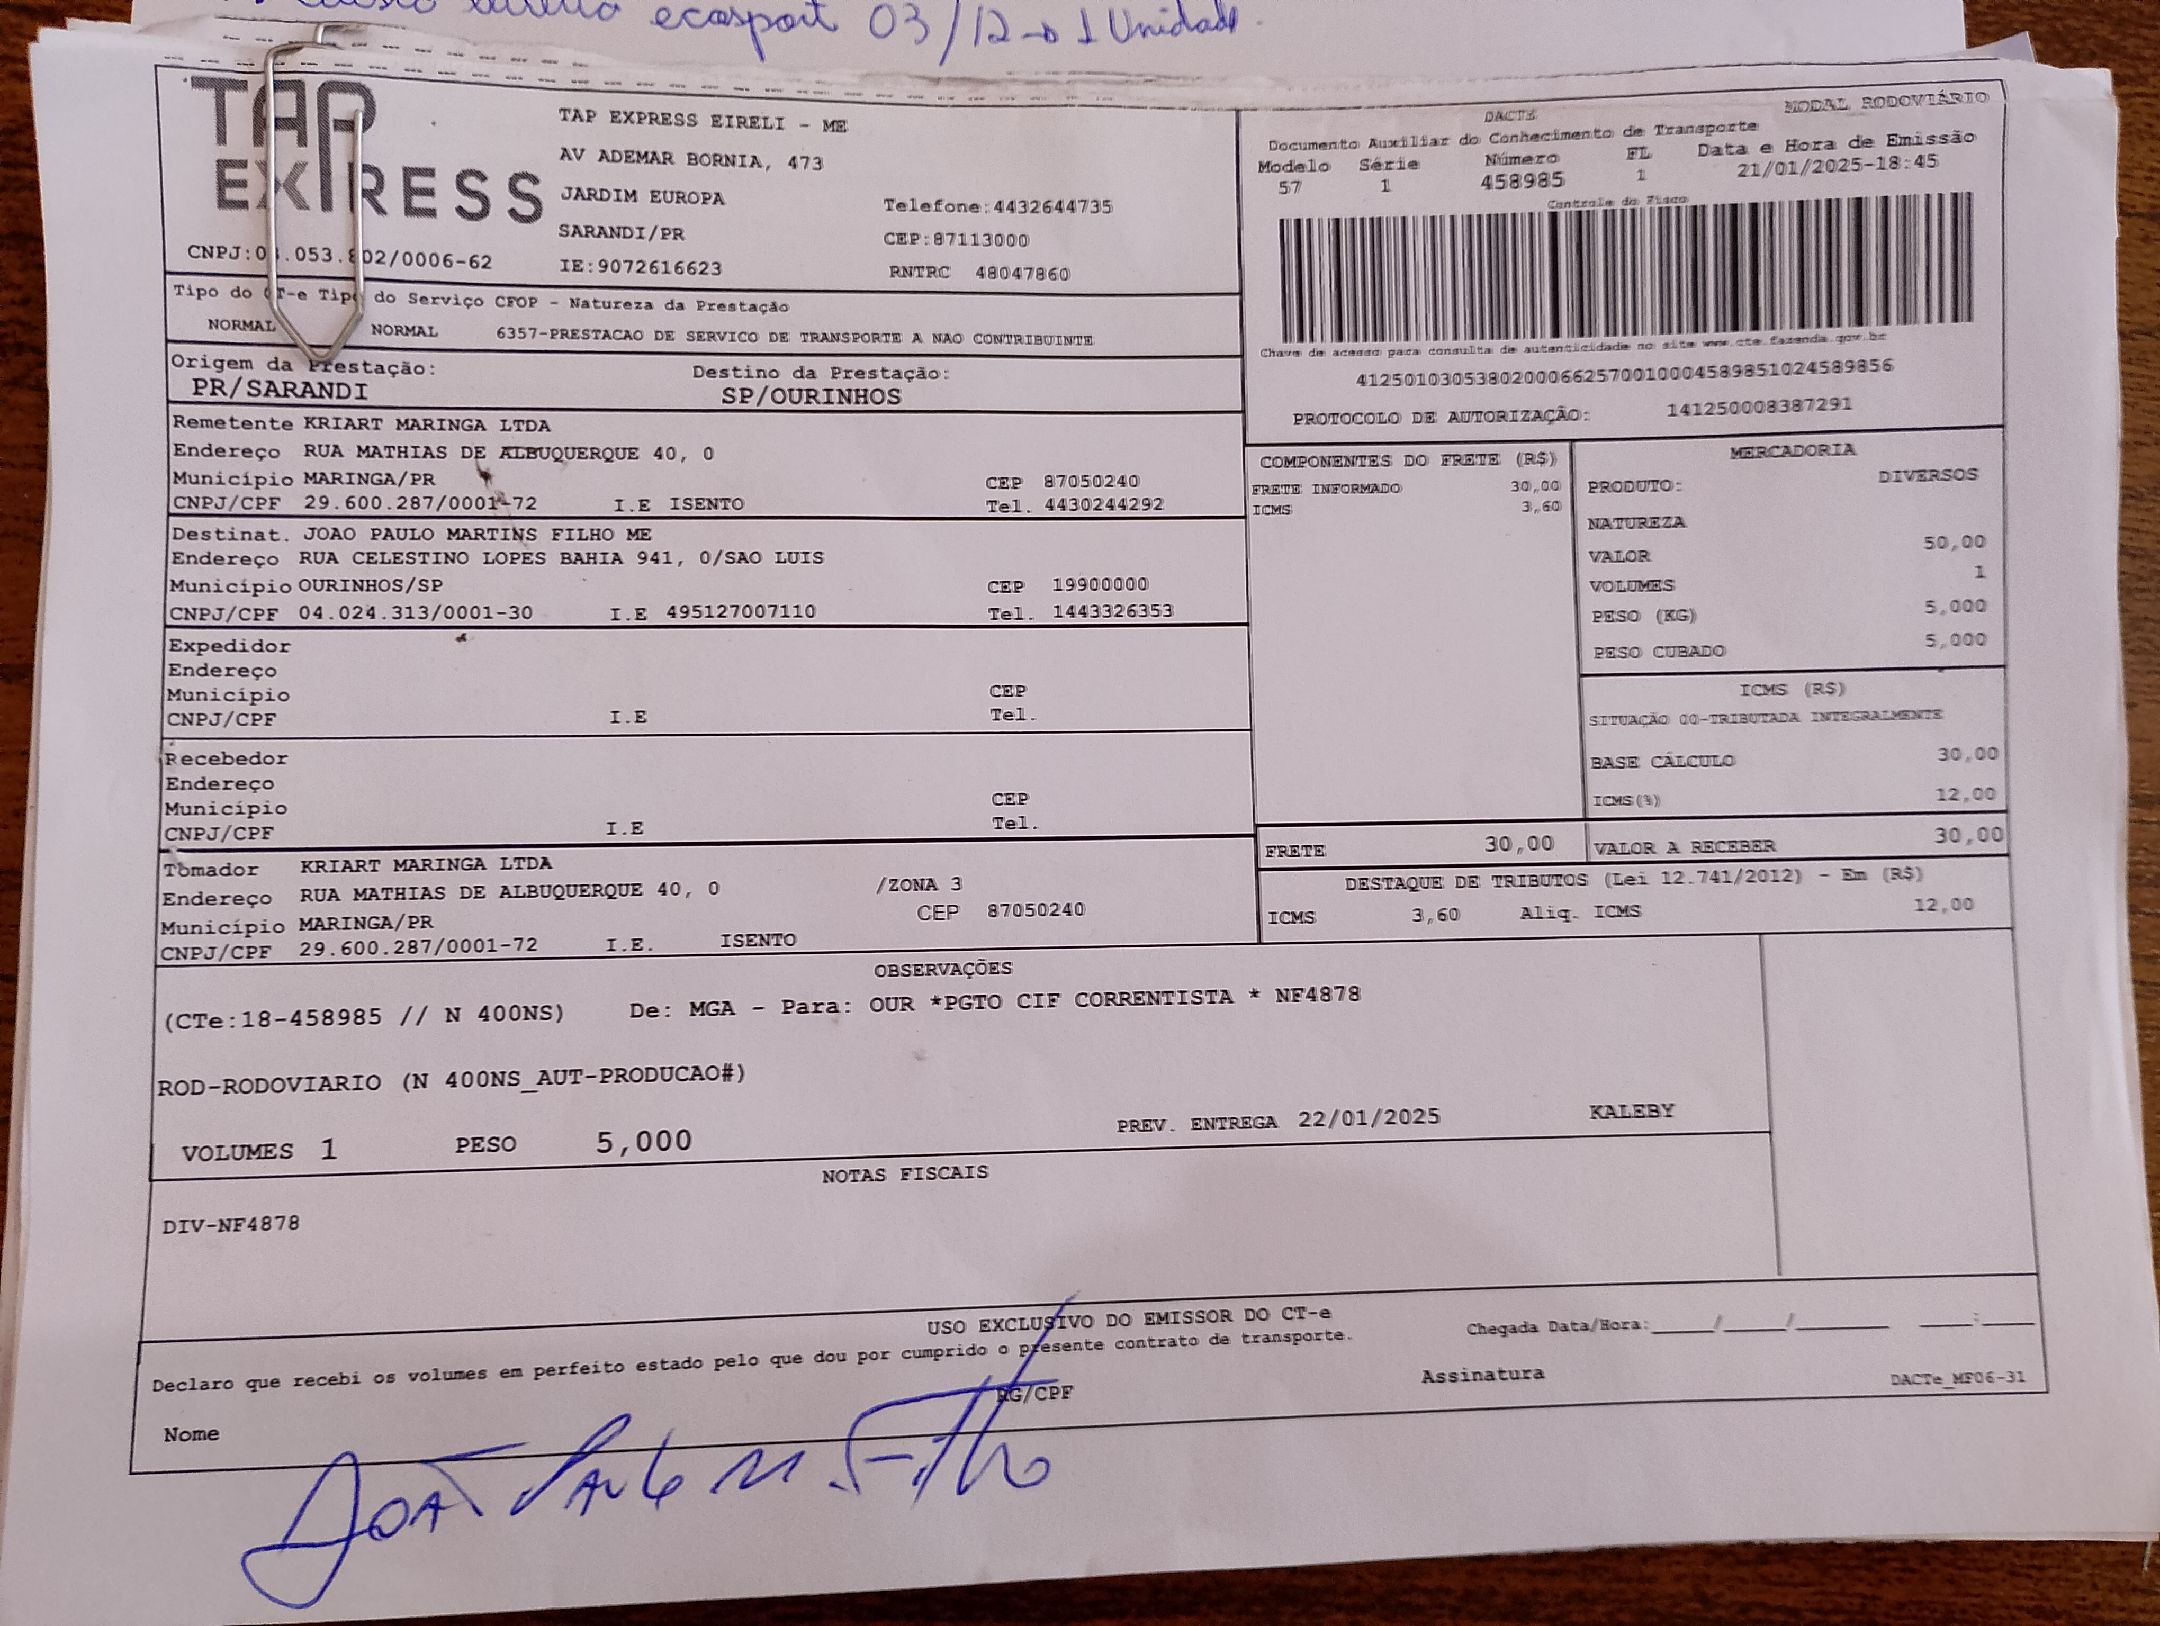 ecosport 03/12 → 1 Unidade.
TAP EXPRESS
TAP EXPRESS EIRELI - ME
AV ADEMAR BORNIA, 473
JARDIM EUROPA
Telefone:4432644735
SARANDI/PR
CEP:87113000
CNPJ:0 .053. 02/0006-62
IE:9072616623
RNTRC 48047860
DACTE
MODAL RODOVIÁRIO
Documento Auxiliar do Conhecimento de Transporte
Modelo Série Número FL Data e Hora de Emissão
57 1 458985 1 21/01/2025-18:45
Controle do Fisco
Chave de acesso para consulta de autenticidade no site www.cte.fazenda.gov.br
41250103053802000662570010004589851024589856
PROTOCOLO DE AUTORIZAÇÃO: 141250008387291
Tipo do CT-e Tipo do Serviço CFOP - Natureza da Prestação
NORMAL NORMAL 6357-PRESTACAO DE SERVICO DE TRANSPORTE A NAO CONTRIBUINTE
Origem da Prestação: Destino da Prestação:
PR/SARANDI SP/OURINHOS
Remetente KRIART MARINGA LTDA
Endereço RUA MATHIAS DE ALBUQUERQUE 40, 0
Município MARINGA/PR CEP 87050240
CNPJ/CPF 29.600.287/0001-72 I.E ISENTO Tel. 4430244292
Destinat. JOAO PAULO MARTINS FILHO ME
Endereço RUA CELESTINO LOPES BAHIA 941, 0/SAO LUIS
Município OURINHOS/SP CEP 19900000
CNPJ/CPF 04.024.313/0001-30 I.E 495127007110 Tel. 1443326353
Expedidor
Endereço
Município CEP
CNPJ/CPF I.E Tel.
Recebedor
Endereço
Município CEP
CNPJ/CPF I.E Tel.
Tomador KRIART MARINGA LTDA
Endereço RUA MATHIAS DE ALBUQUERQUE 40, 0 /ZONA 3
Município MARINGA/PR CEP 87050240
CNPJ/CPF 29.600.287/0001-72 I.E. ISENTO
COMPONENTES DO FRETE (R$)
FRETE INFORMADO 30,00
ICMS 3,60
MERCADORIA
PRODUTO: DIVERSOS
NATUREZA
VALOR 50,00
VOLUMES 1
PESO (KG) 5,000
PESO CUBADO 5,000
ICMS (R$)
SITUAÇÃO 00-TRIBUTADA INTEGRALMENTE
BASE CÁLCULO 30,00
ICMS(%) 12,00
FRETE 30,00 VALOR A RECEBER 30,00
DESTAQUE DE TRIBUTOS (Lei 12.741/2012) - Em (R$)
ICMS 3,60 Aliq. ICMS 12,00
OBSERVAÇÕES
(CTe:18-458985 // N 400NS) De: MGA - Para: OUR *PGTO CIF CORRENTISTA * NF4878
ROD-RODOVIARIO (N 400NS_AUT-PRODUCAO#)
VOLUMES 1 PESO 5,000 PREV. ENTREGA 22/01/2025 KALEBY
NOTAS FISCAIS
DIV-NF4878
USO EXCLUSIVO DO EMISSOR DO CT-e
Declaro que recebi os volumes em perfeito estado pelo que dou por cumprido o presente contrato de transporte.
Chegada Data/Hora:____/____/______ ____:____
Nome RG/CPF Assinatura DACTe_MF06-31
João Paulo M Filho